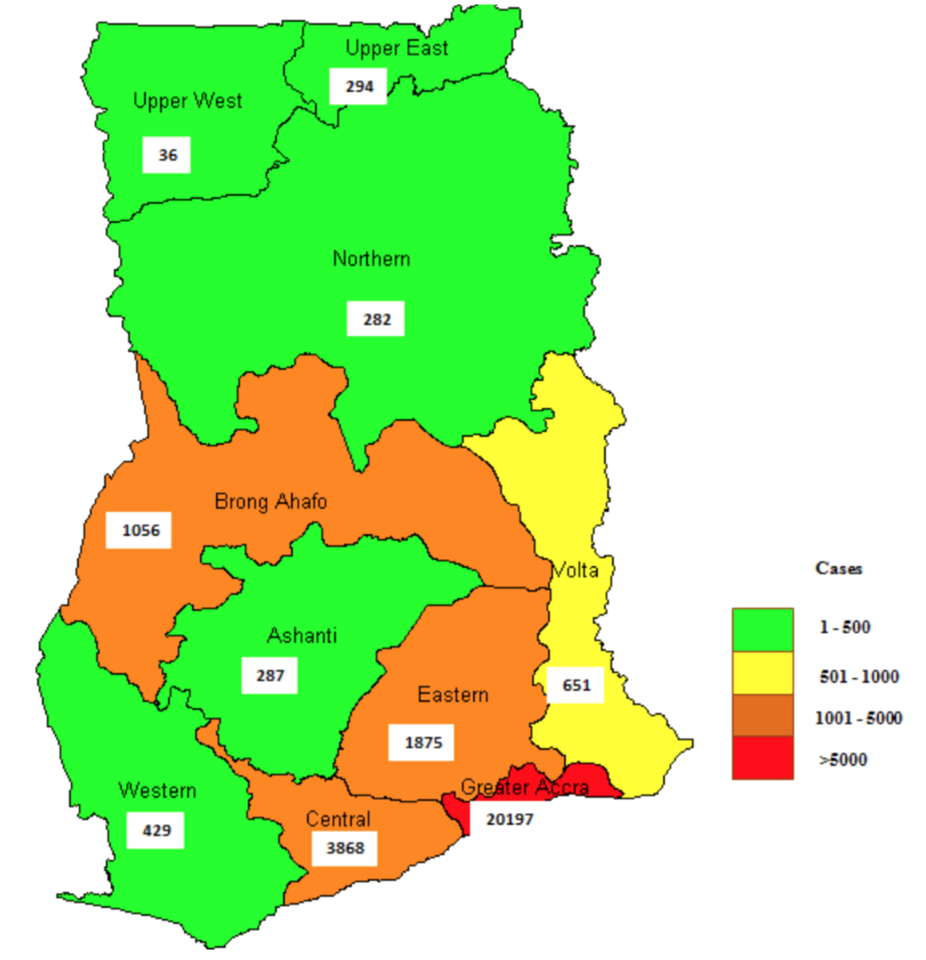 Upper East
294
Upper West
36
Northern
282
Brong Ahafo
1056
Volta
Cases
1 - 500
Ashanti
287
651
501 - 1000
Eastern
1875
1001 - 5000
>5000
Western
429
Greater Accra
20197
Central
3868